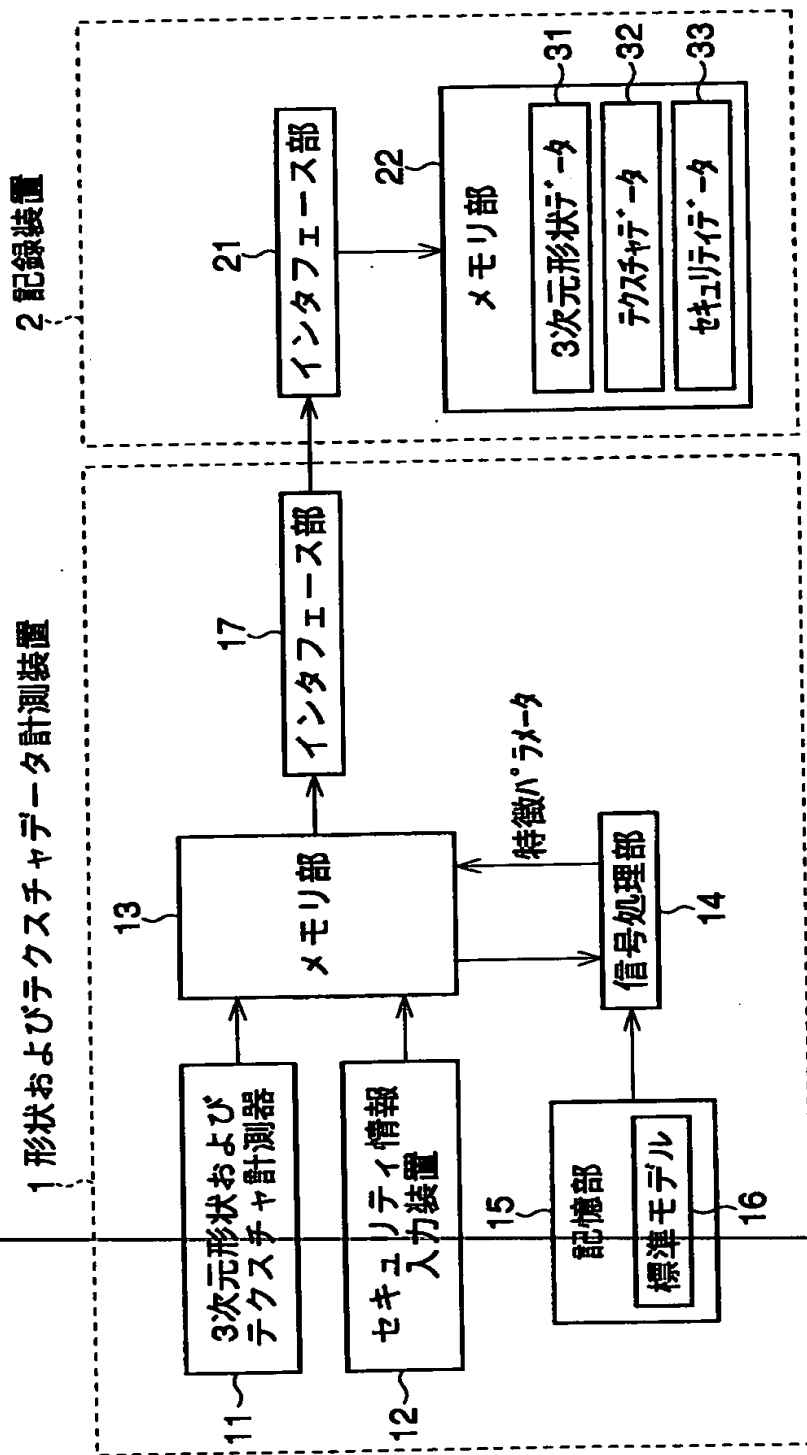 1 形状およびテクスチャデータ計測装置
2 記録装置
11
3次元形状および
テクスチャ計測器
12
セキュリティ情報
入力装置
13
メモリ部
特徴パラメータ
14
信号処理部
15
記憶部
標準モデル
16
17
インタフェース部
21
インタフェース部
22
メモリ部
3次元形状データ
31
テクスチャデータ
32
セキュリティデータ
33